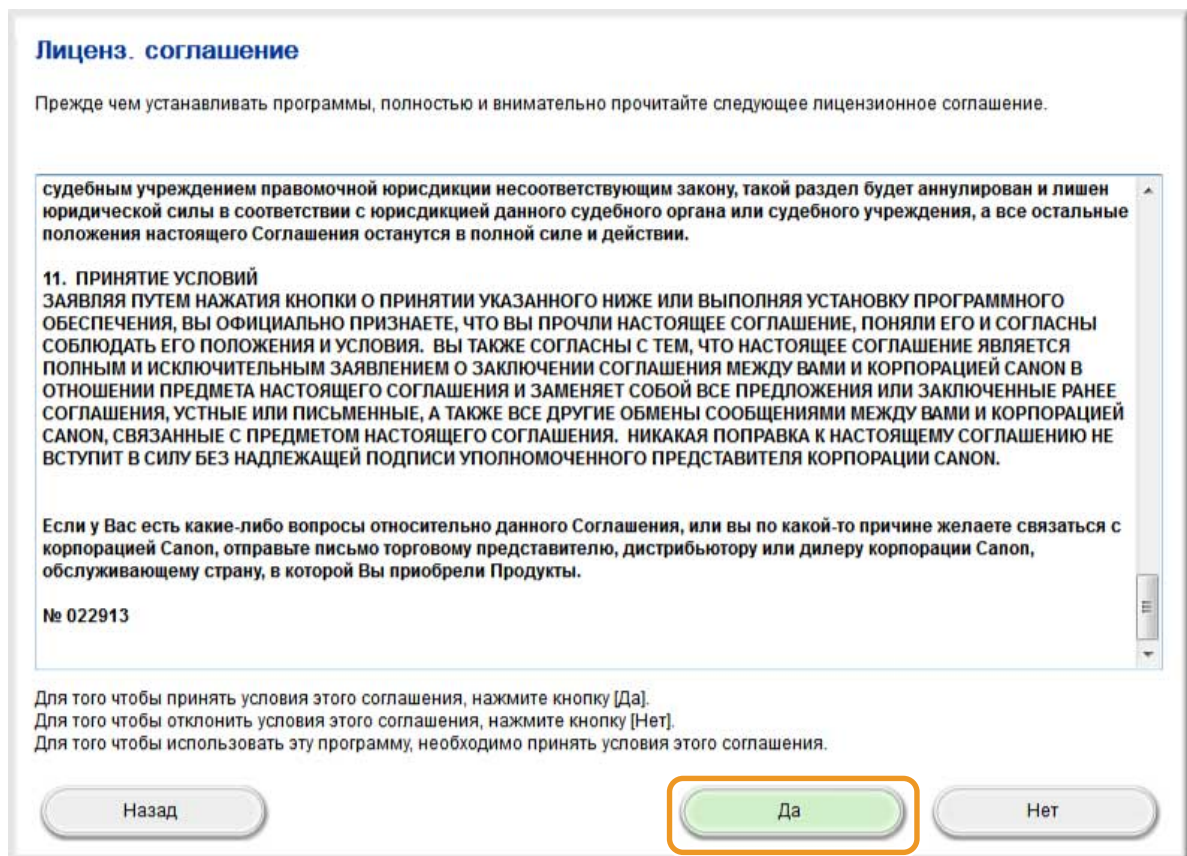 Лиценз. соглашение
Прежде чем устанавливать программы, полностью и внимательно прочитайте следующее лицензионное соглашение.
судебным учреждением правомочной юрисдикции несоответствующим закону, такой раздел будет аннулирован и лишен
юридической силы в соответствии с юрисдикцией данного судебного органа или судебного учреждения, а все остальные
положения настоящего Соглашения останутся в полной силе и действии.
11. ПРИНЯТИЕ УСЛОВИЙ
ЗАЯВЛЯЯ ПУТЕМ НАЖАТИЯ КНОПКИ О ПРИНЯТИИ УКАЗАННОГО НИЖЕ ИЛИ ВЫПОЛНЯЯ УСТАНОВКУ ПРОГРАММНОГО
ОБЕСПЕЧЕНИЯ, ВЫ ОФИЦИАЛЬНО ПРИЗНАЕТЕ, ЧТО ВЫ ПРОЧЛИ НАСТОЯЩЕЕ СОГЛАШЕНИЕ, ПОНЯЛИ ЕГО И СОГЛАСНЫ
СОБЛЮДАТЬ ЕГО ПОЛОЖЕНИЯ И УСЛОВИЯ. ВЫ ТАКЖЕ СОГЛАСНЫ С ТЕМ, ЧТО НАСТОЯЩЕЕ СОГЛАШЕНИЕ ЯВЛЯЕТСЯ
ПОЛНЫМ И ИСКЛЮЧИТЕЛЬНЫМ ЗАЯВЛЕНИЕМ О ЗАКЛЮЧЕНИИ СОГЛАШЕНИЯ МЕЖДУ ВАМИ И КОРПОРАЦИЕЙ CANON В
ОТНОШЕНИИ ПРЕДМЕТА НАСТОЯЩЕГО СОГЛАШЕНИЯ И ЗАМЕНЯЕТ СОБОЙ ВСЕ ПРЕДЛОЖЕНИЯ ИЛИ ЗАКЛЮЧЕННЫЕ РАНЕЕ
СОГЛАШЕНИЯ, УСТНЫЕ ИЛИ ПИСЬМЕННЫЕ, А ТАКЖЕ ВСЕ ДРУГИЕ ОБМЕНЫ СООБЩЕНИЯМИ МЕЖДУ ВАМИ И КОРПОРАЦИЕЙ
CANON, СВЯЗАННЫЕ С ПРЕДМЕТОМ НАСТОЯЩЕГО СОГЛАШЕНИЯ. НИКАКАЯ ПОПРАВКА К НАСТОЯЩЕМУ СОГЛАШЕНИЮ НЕ
ВСТУПИТ В СИЛУ БЕЗ НАДЛЕЖАЩЕЙ ПОДПИСИ УПОЛНОМОЧЕННОГО ПРЕДСТАВИТЕЛЯ КОРПОРАЦИИ CANON.
Если у Вас есть какие-либо вопросы относительно данного Соглашения, или вы по какой-то причине желаете связаться с
корпорацией Canon, отправьте письмо торговому представителю, дистрибьютору или дилеру корпорации Canon,
обслуживающему страну, в которой Вы приобрели Продукты.
№ 022913
Для того чтобы принять условия этого соглашения, нажмите кнопку [Да].
Для того чтобы отклонить условия этого соглашения, нажмите кнопку [Нет].
Для того чтобы использовать эту программу, необходимо принять условия этого соглашения.
Назад
Да
Нет